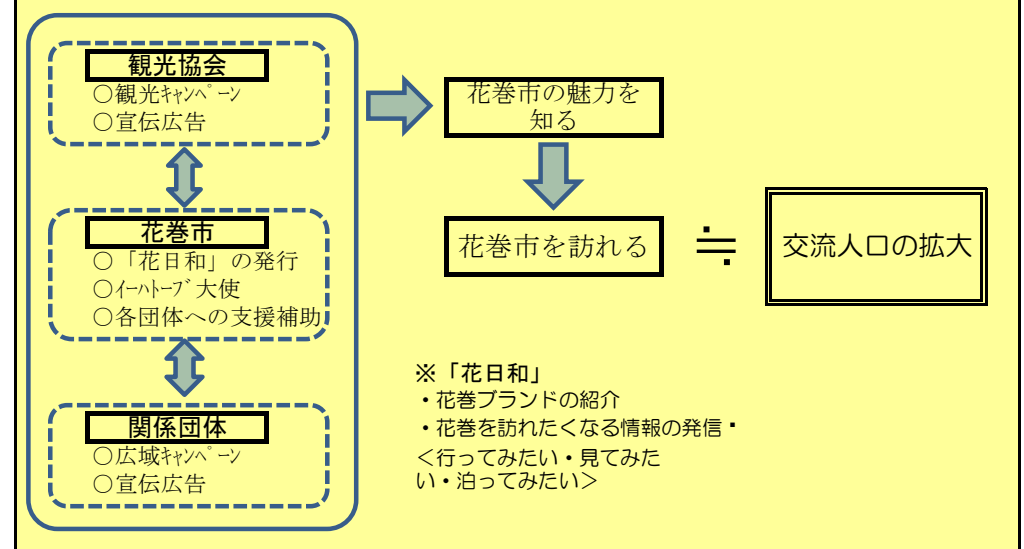 観光協会
○観光ｷｬﾝﾍﾟｰﾝ
○宣伝広告
花巻市
○「花日和」の発行
○ｲｰﾊﾄｰﾌﾞ大使
○各団体への支援補助
関係団体
○広域ｷｬﾝﾍﾟｰﾝ
○宣伝広告
花巻市の魅力を
知る
花巻市を訪れる
≒
交流人口の拡大
※「花日和」
・花巻ブランドの紹介
・花巻を訪れたくなる情報の発信・
＜行ってみたい・見てみた
い・泊ってみたい＞